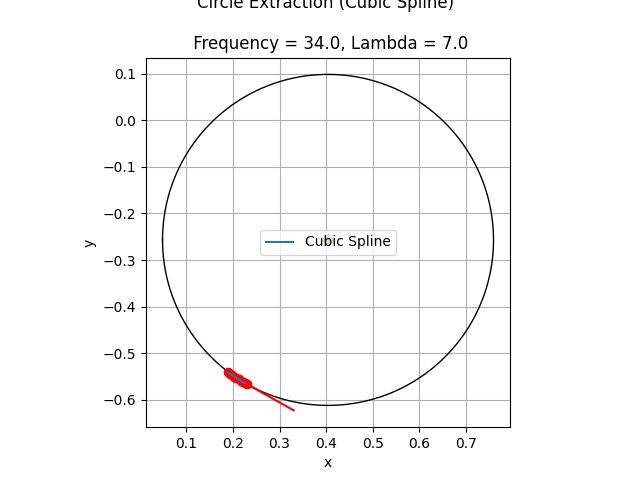 Circle Extraction (Cubic Spline)
Frequency = 34.0, Lambda = 7.0
0.1
0.0
−0.1
−0.2
−0.3
−0.4
−0.5
−0.6
y
Cubic Spline
0.1 0.2 0.3 0.4 0.5 0.6 0.7
x